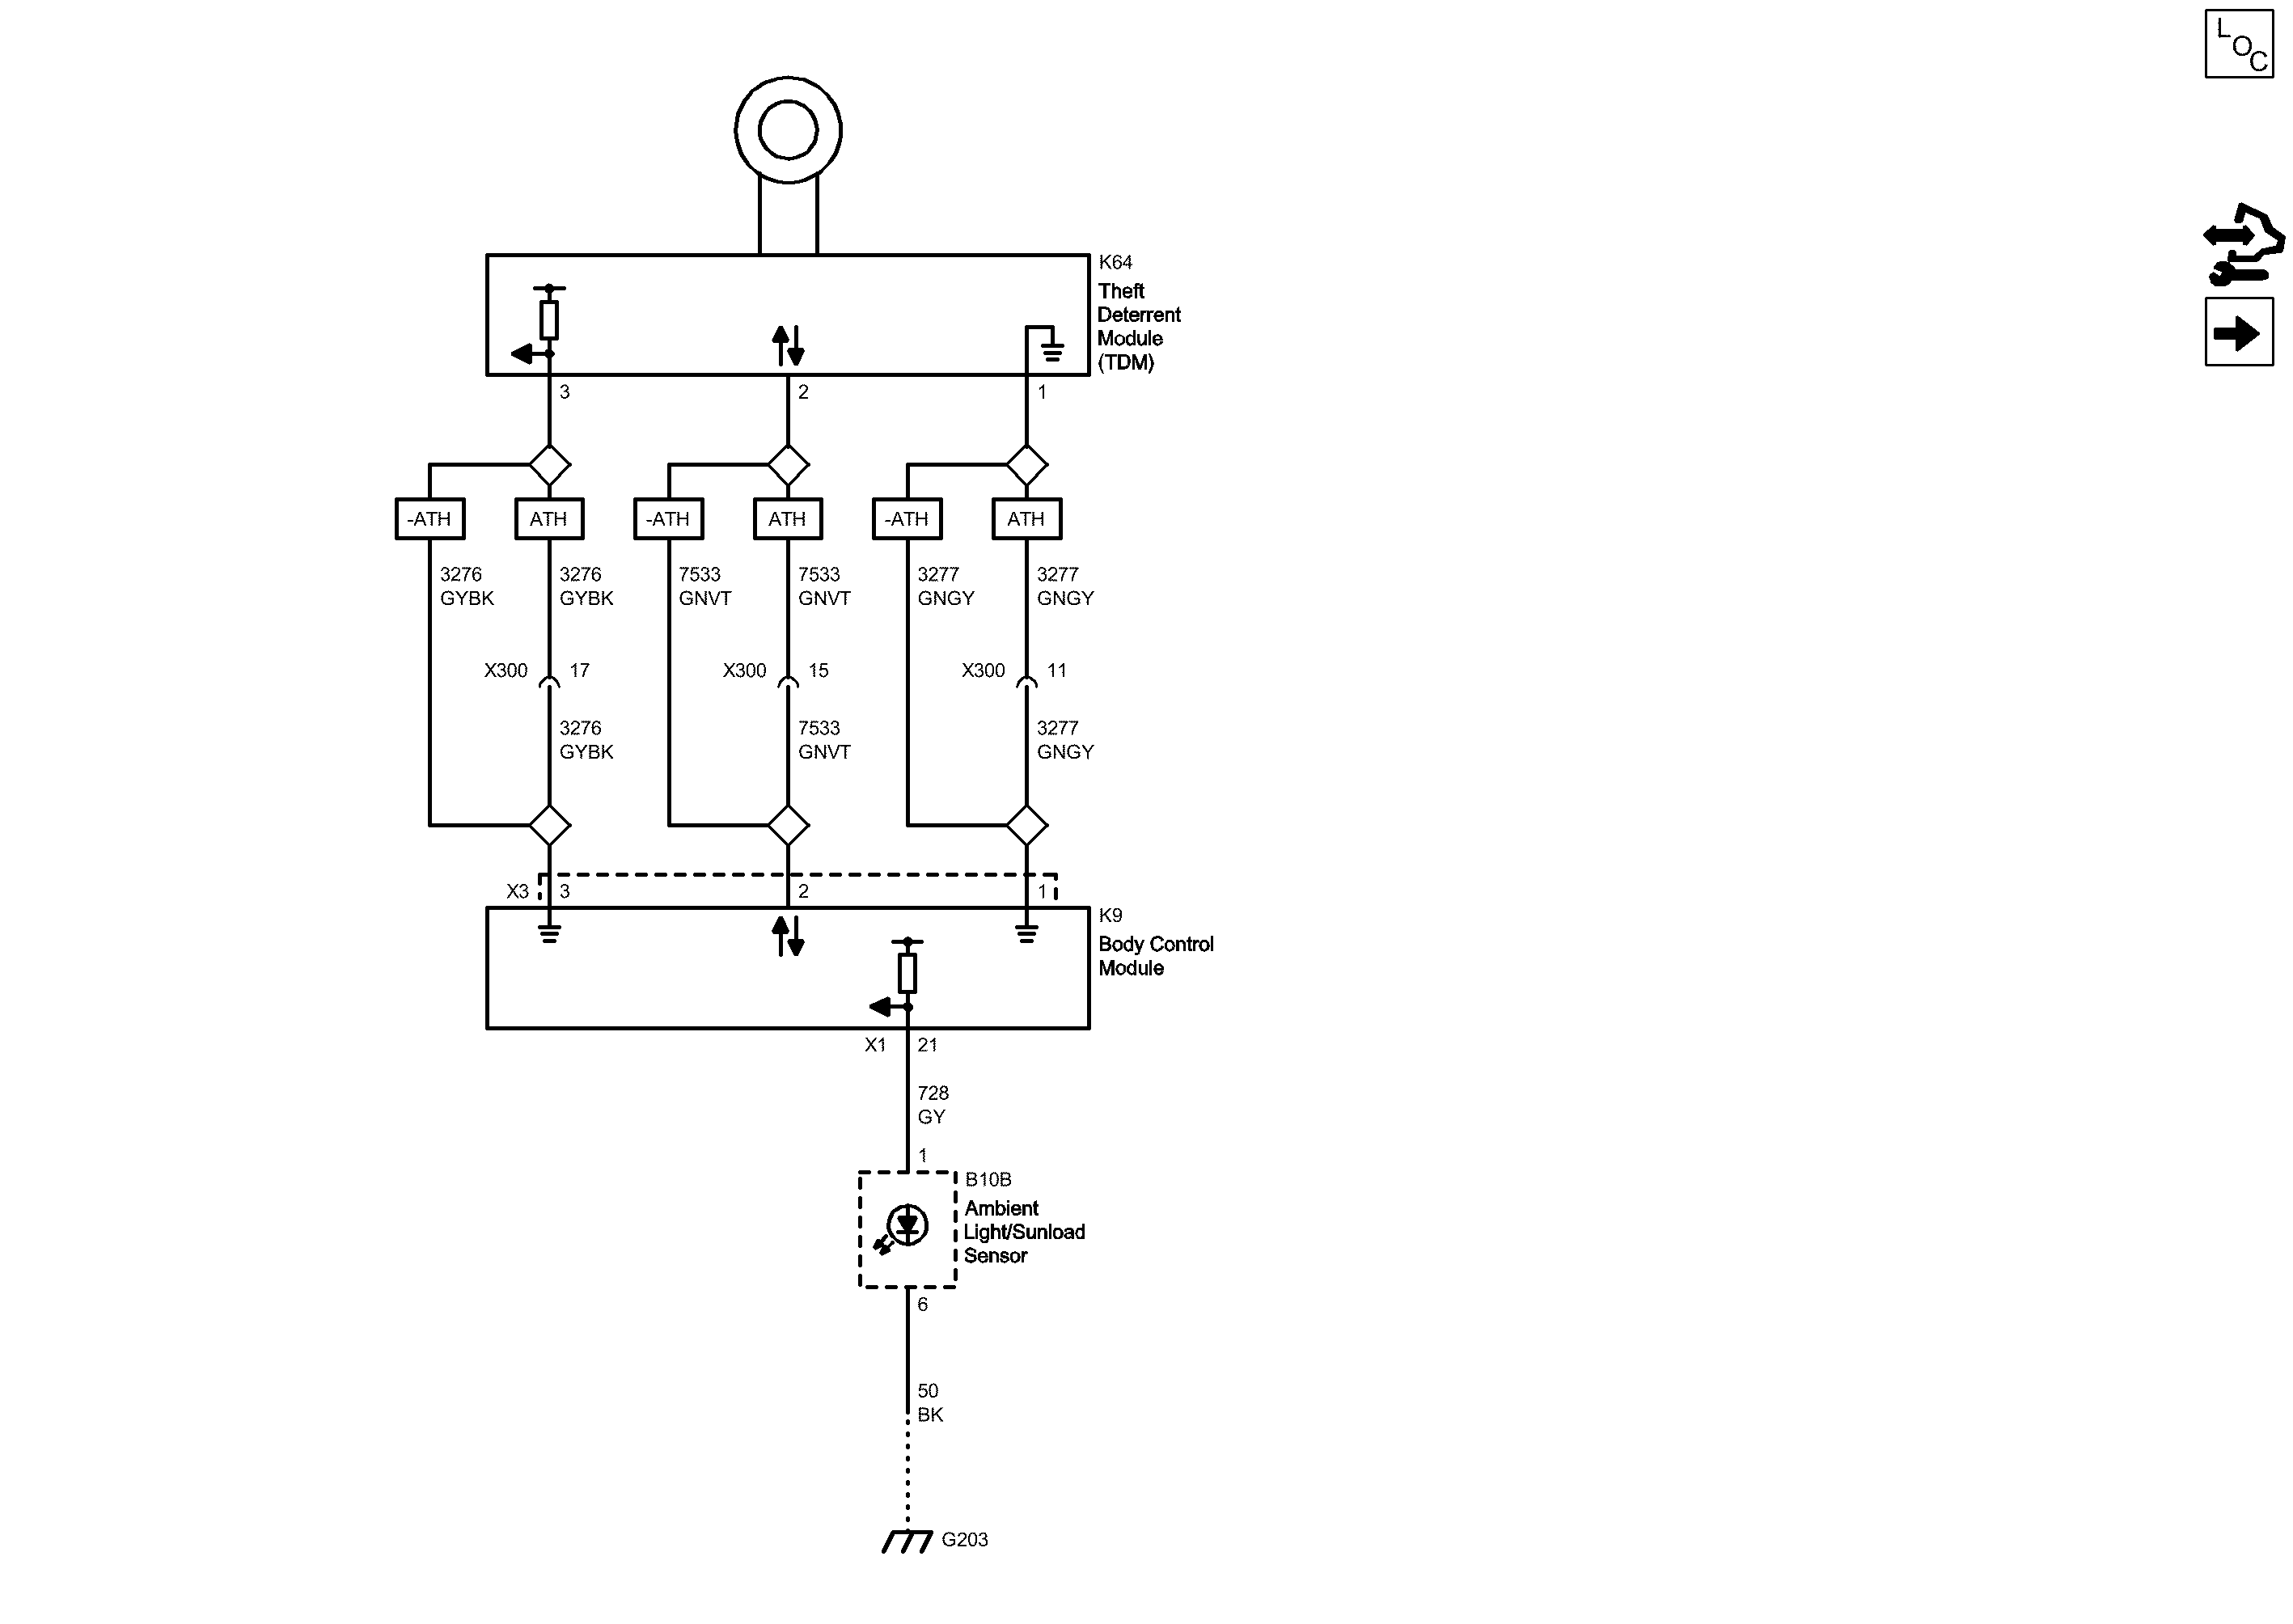 LOC
K64
Theft
Deterrent
Module
(TDM)
3 2 1
-ATH ATH -ATH ATH -ATH ATH
3276 3276 7533 7533 3277 3277
GYBK GYBK GNVT GNVT GNGY GNGY
X300 17 X300 15 X300 11
3276 7533 3277
GYBK GNVT GNGY
X3 3 2 1
K9
Body Control
Module
X1 21
728
GY
1
B10B
Ambient
Light/Sunload
Sensor
6
50
BK
G203